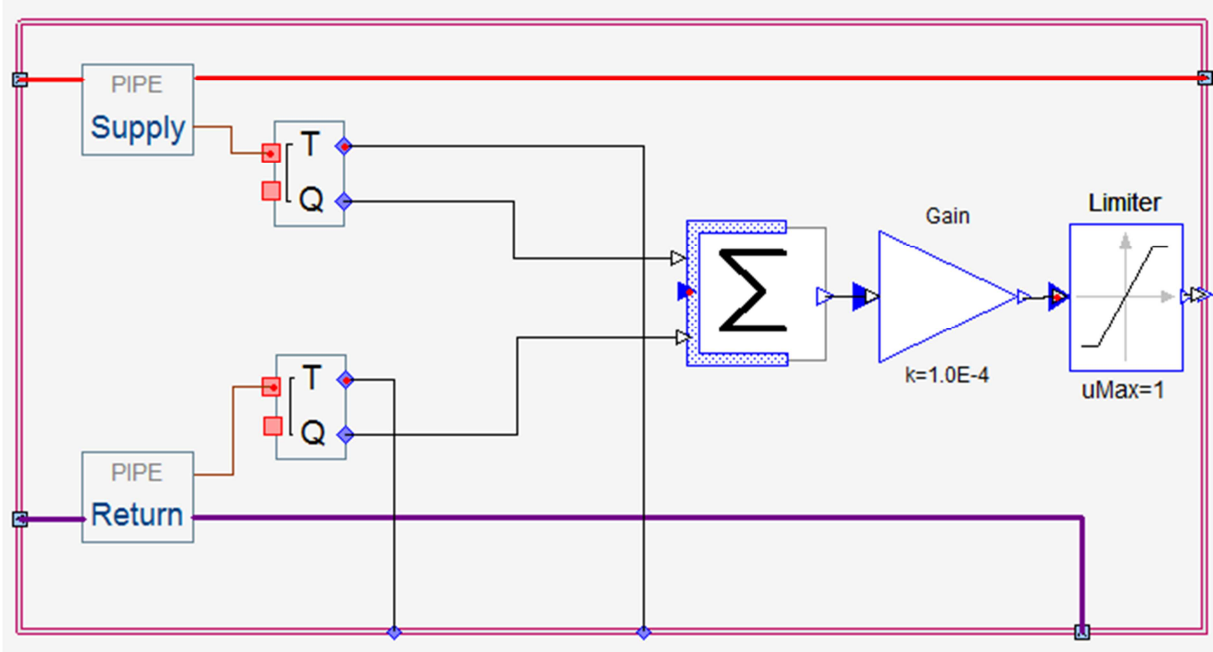 PIPE
Supply
T
Q
Σ
Gain
k=1.0E-4
Limiter
uMax=1
T
Q
PIPE
Return